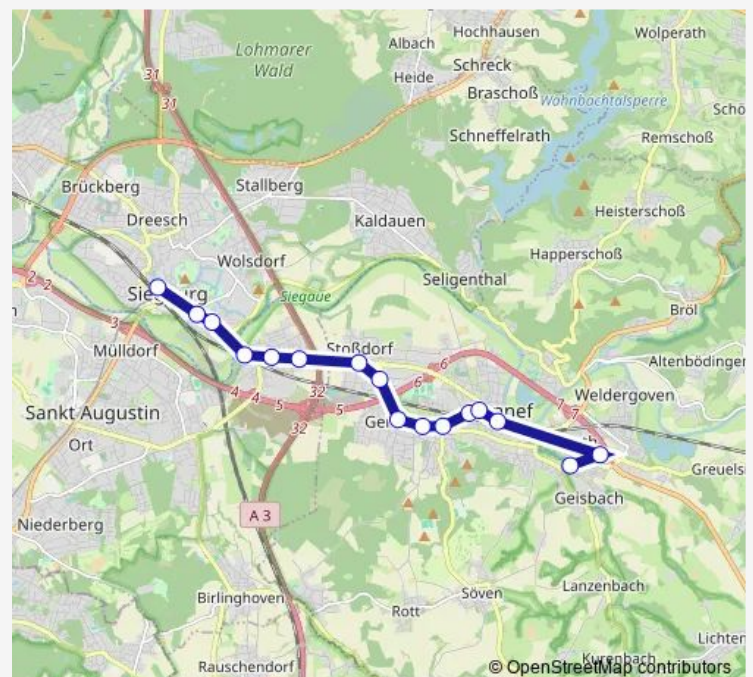 Hochhausen
Wolperath
Albach
Lohmarer
Wald
Schreck
Heide
31
31
Braschoß
Wahnbachtalsperre
Schneffelrath
Remschoß
Brückberg
Stallberg
Heisterschoß
Dreesch
Kaldauen
Happerschoß
Wolsdorf
Seligenthal
2
2
Siegaue
Bröl
3
Mülldorf
Stoßdorf
Altenbödingen
6
6
4 4 5
32
5
7
7
Weldergoven
Sankt Augustin
32
Ort
Geisbach
A 3
Niederberg
Birlinghoven
Söven
Lanzenbach
Rott
Rauschendorf
Kurenbach
© OpenStreetMap contributors